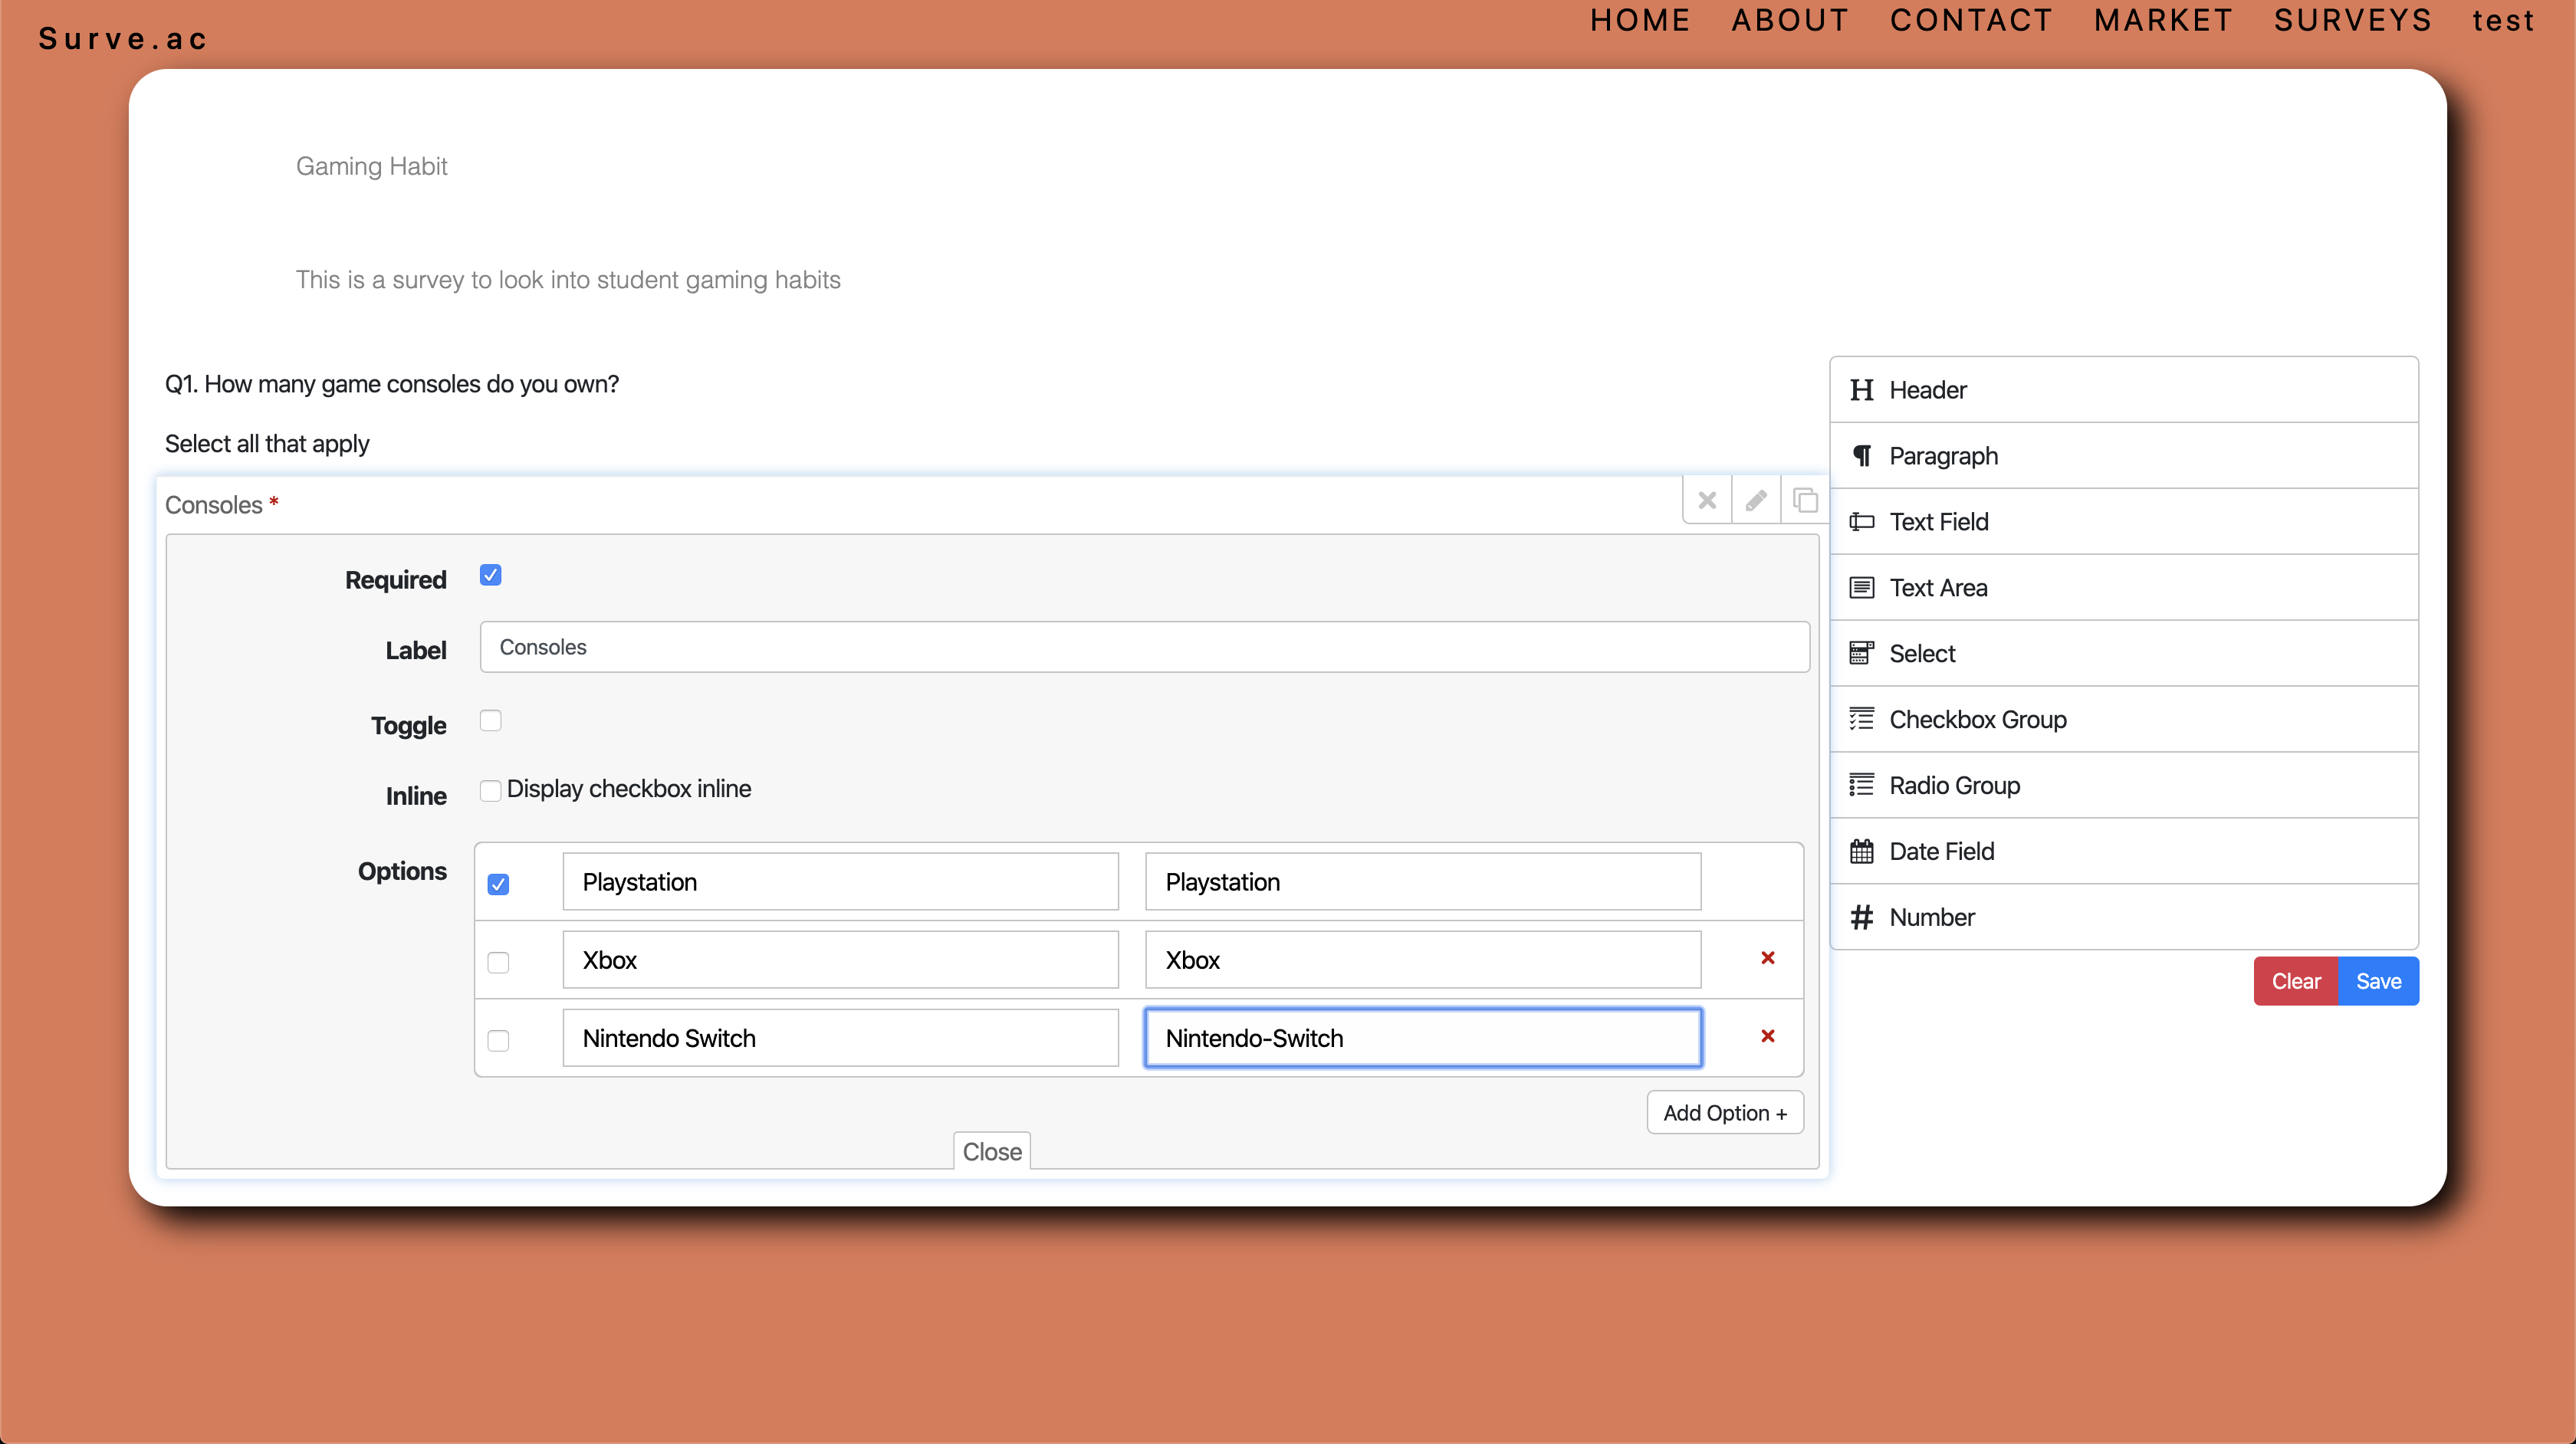 Surve.ac
HOME ABOUT CONTACT MARKET SURVEYS test
Gaming Habit
This is a survey to look into student gaming habits
Q1. How many game consoles do you own?
Select all that apply
Consoles *
Required
Label Consoles
Toggle
Inline Display checkbox inline
Options Playstation Playstation
Xbox Xbox
Nintendo Switch Nintendo-Switch
Add Option +
Close
Header
Paragraph
Text Field
Text Area
Select
Checkbox Group
Radio Group
Date Field
Number
Clear Save